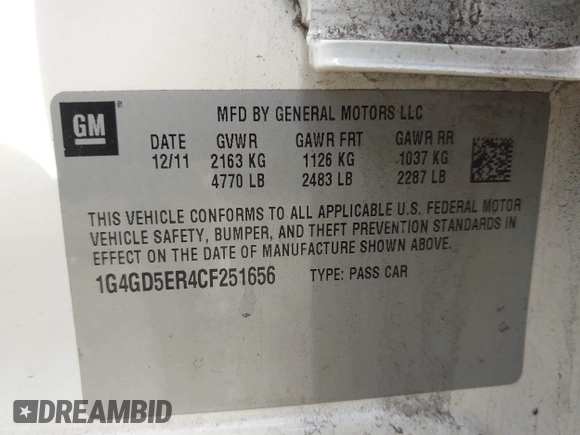 GM
MFD BY GENERAL MOTORS LLC
DATE GVWR GAWR FRT GAWR RR
12/11 2163 KG 1126 KG 1037 KG
4770 LB 2483 LB 2287 LB
THIS VEHICLE CONFORMS TO ALL APPLICABLE U.S. FEDERAL MOTOR
VEHICLE SAFETY, BUMPER, AND THEFT PREVENTION STANDARDS IN
EFFECT ON THE DATE OF MANUFACTURE SHOWN ABOVE.
1G4GD5ER4CF251656 TYPE: PASS CAR
DREAMBID